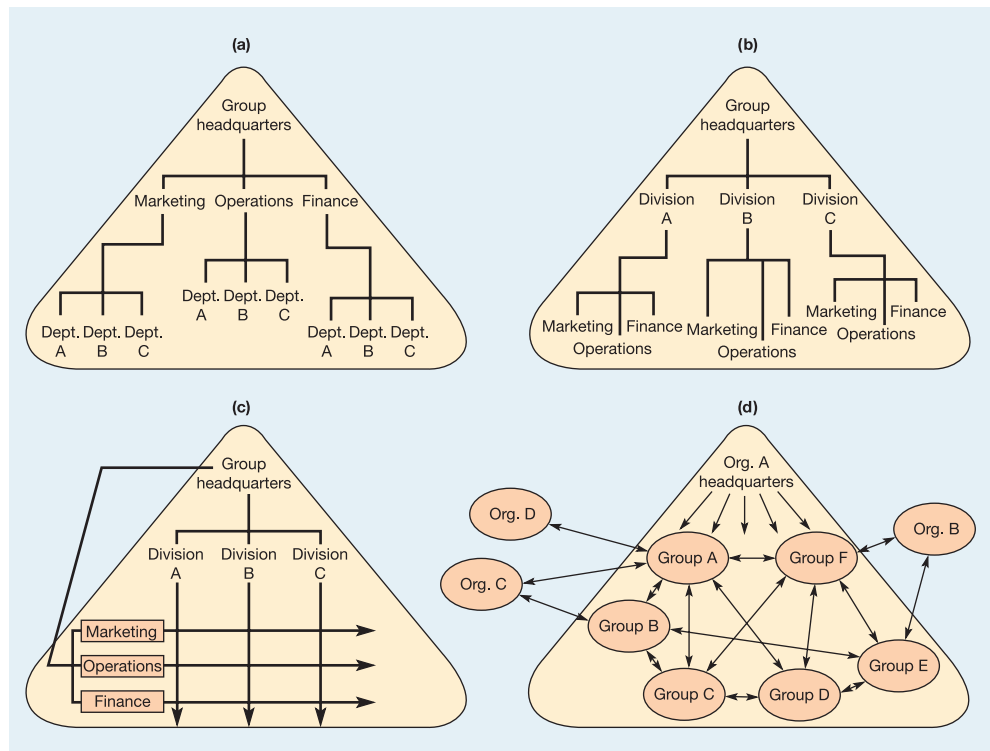 (a)
Group
headquarters
Marketing Operations Finance
Dept. Dept. Dept.
A B C
Dept. Dept. Dept.
A B C
Dept. Dept. Dept.
A B C
(b)
Group
headquarters
Division Division Division
A B C
Marketing Finance
Operations
Marketing Finance
Operations
Marketing Finance
Operations
(c)
Group
headquarters
Division Division Division
A B C
Marketing
Operations
Finance
(d)
Org. A
headquarters
Org. D
Org. B
Group A
Group F
Org. C
Group B
Group E
Group C
Group D